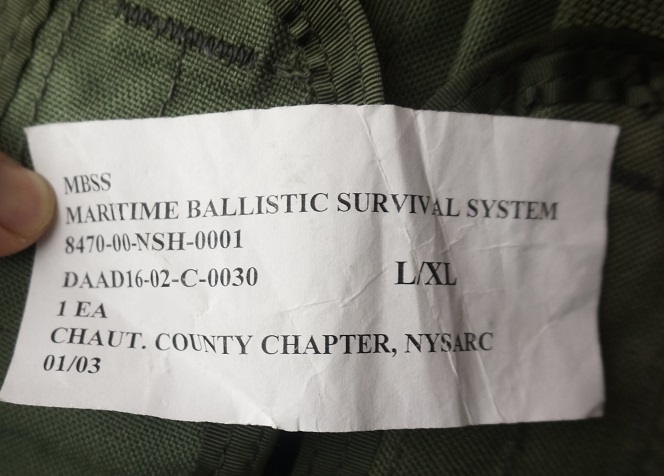 MBSS
MARITIME BALLISTIC SURVIVAL SYSTEM
8470-00-NSH-0001
DAAD16-02-C-0030 L/XL
1 EA
CHAUT. COUNTY CHAPTER, NYSARC
01/03